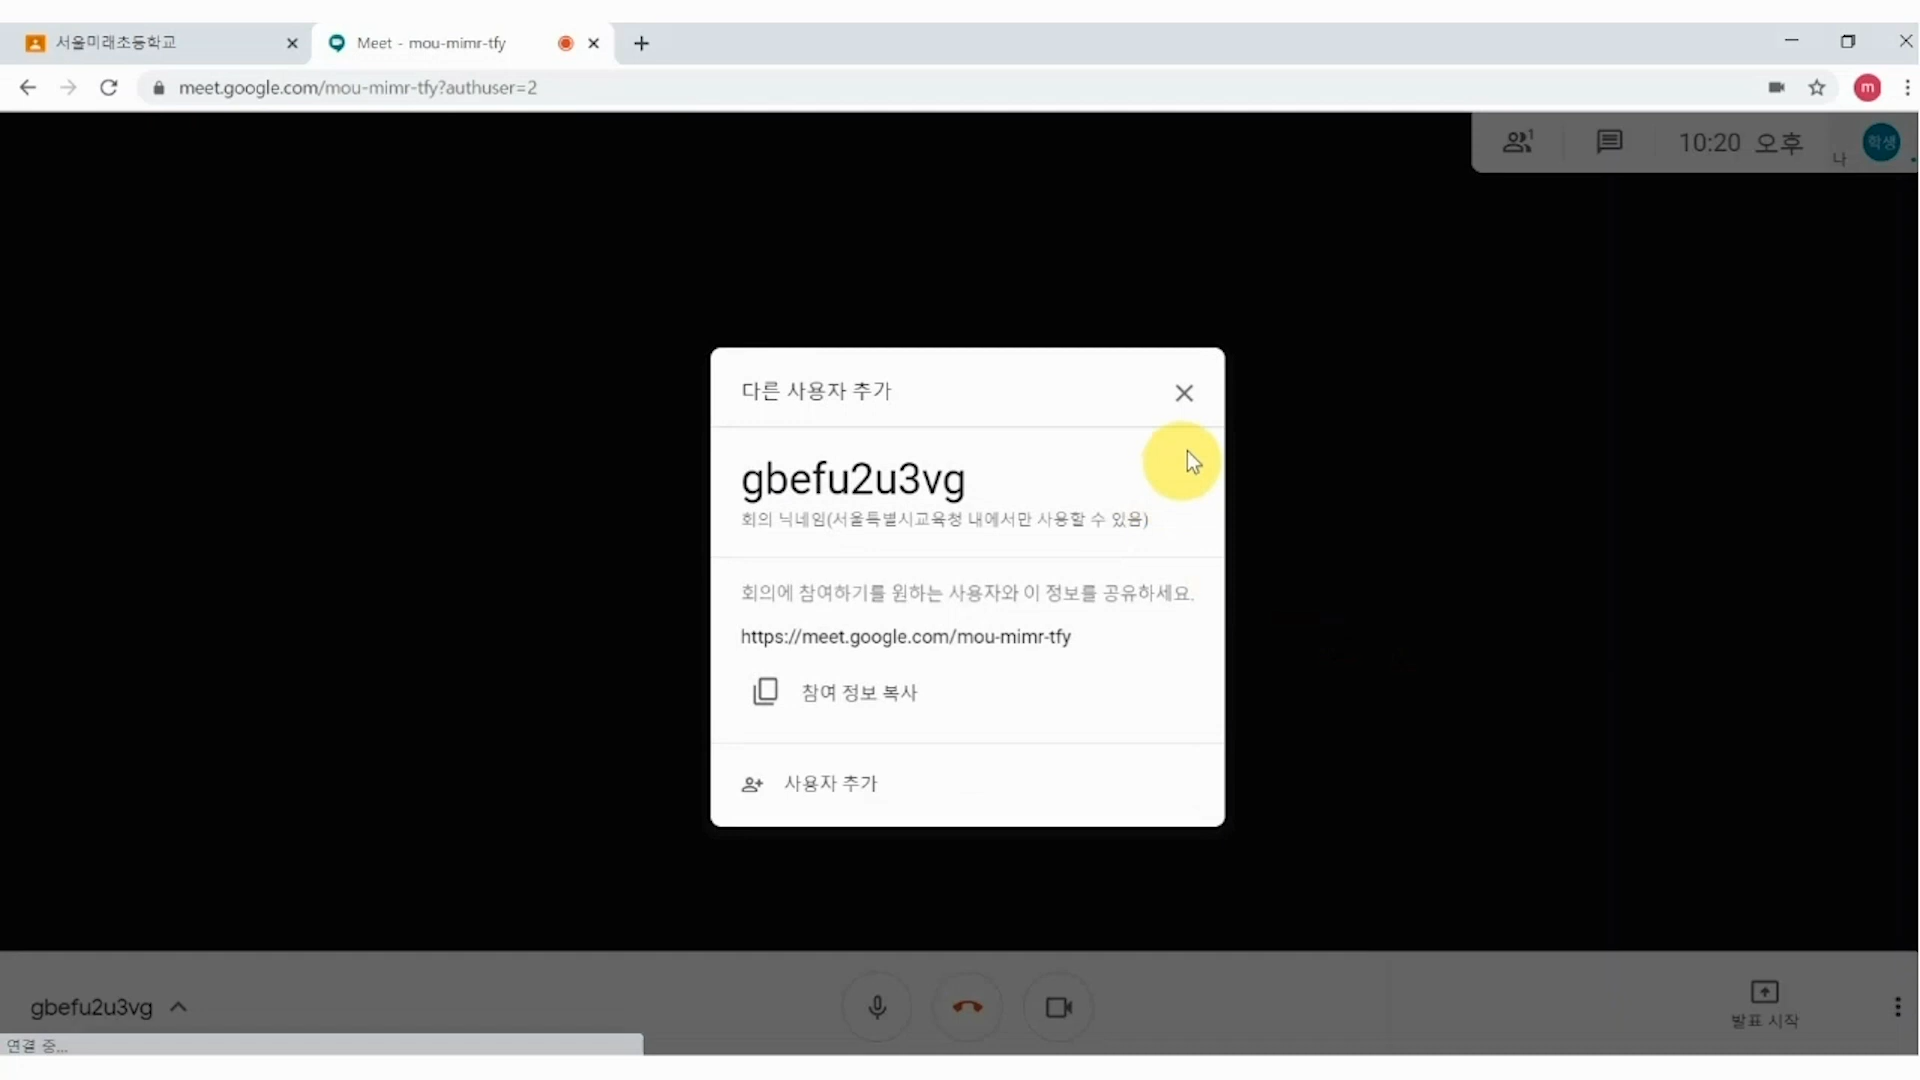 서울미래초등학교
Meet - mou-mimr-tfy
meet.google.com/mou-mimr-tfy?authuser=2
m
1
10:20 오후
나
학생
다른 사용자 추가
gbefu2u3vg
회의 닉네임(서울특별시교육청 내에서만 사용할 수 있음)
회의에 참여하기를 원하는 사용자와 이 정보를 공유하세요.
https://meet.google.com/mou-mimr-tfy
참여 정보 복사
사용자 추가
gbefu2u3vg
발표 시작
연결 중...